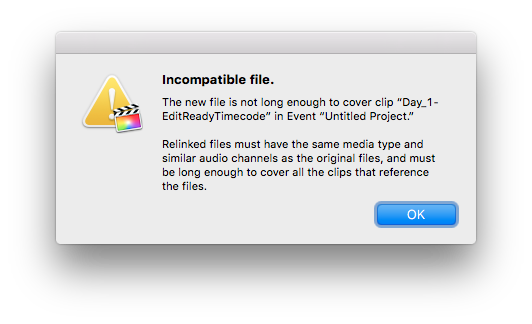 Incompatible file.
The new file is not long enough to cover clip “Day_1-
EditReadyTimecode” in Event “Untitled Project.”
Relinked files must have the same media type and
similar audio channels as the original files, and must
be long enough to cover all the clips that reference
the files.
OK